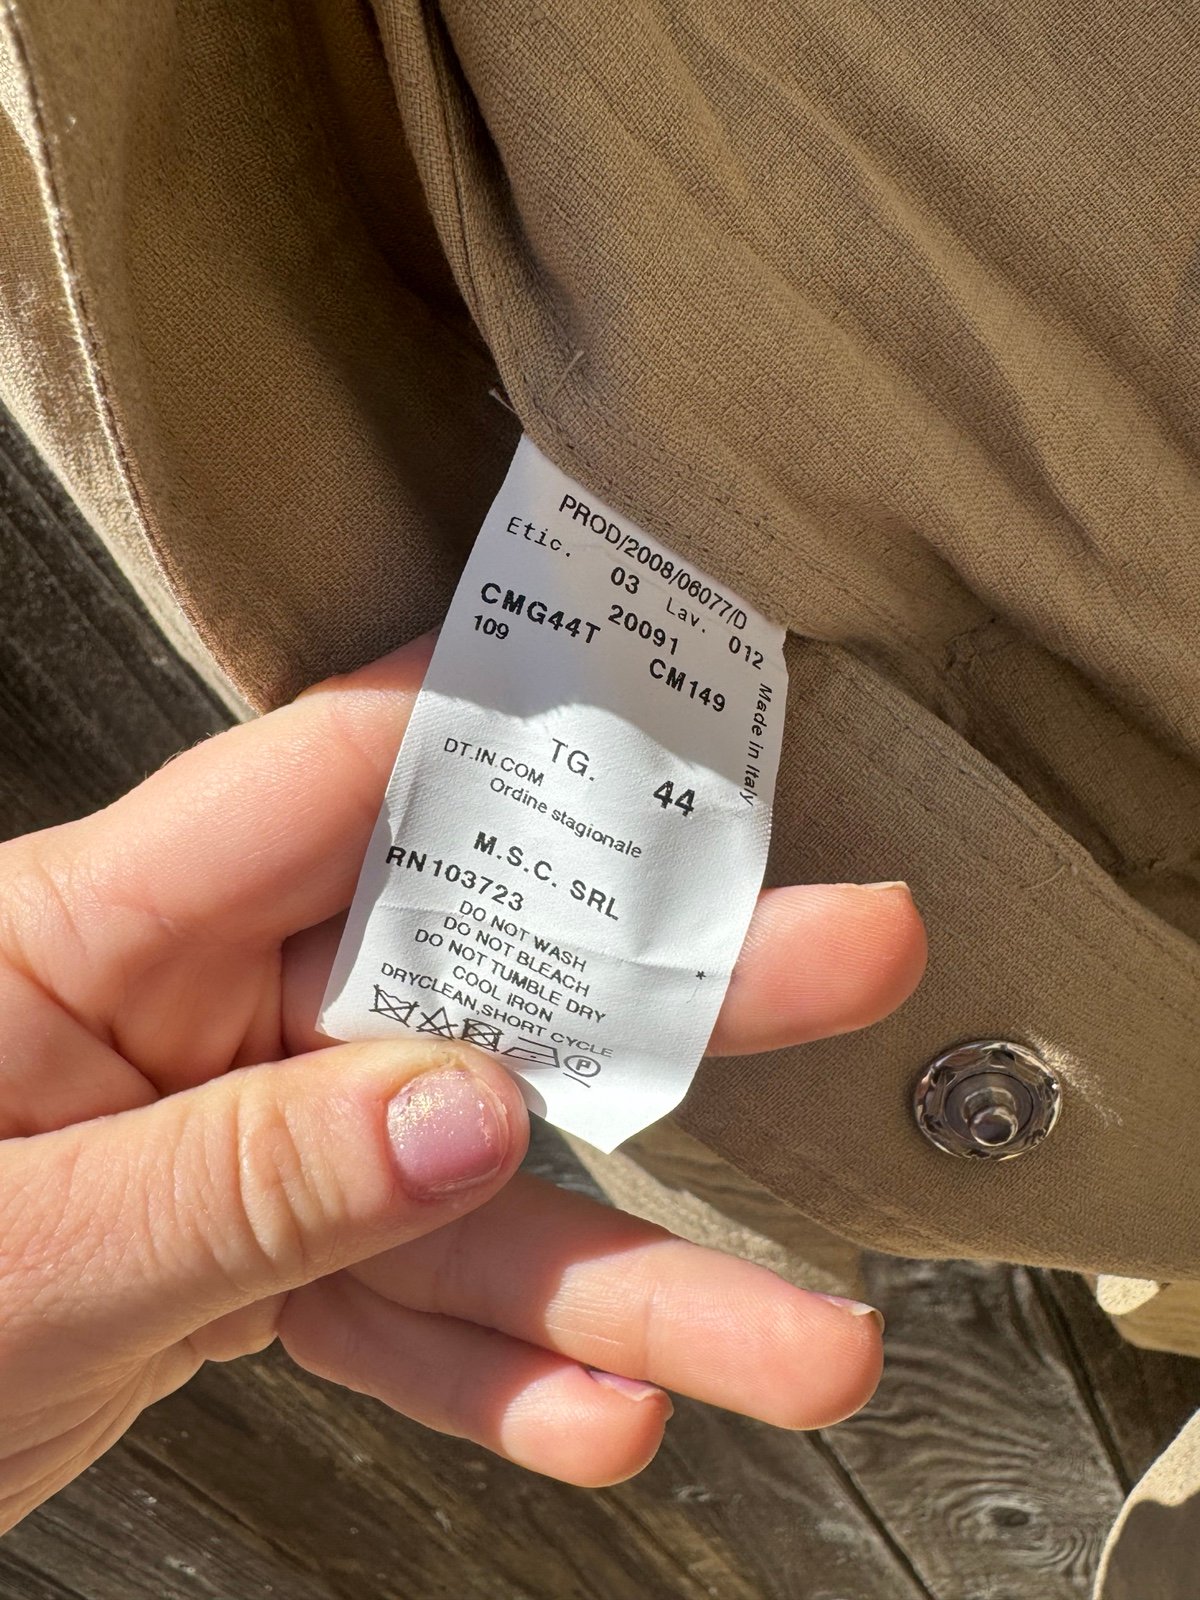 PROD/2008/06077/D
Etic. 03 Lav. 012
CMG44T 20091
109 CM149
Made in Italy
TG. 44
DT.IN.COM
Ordine stagionale
M.S.C. SRL
RN103723
DO NOT WASH
DO NOT BLEACH
DO NOT TUMBLE DRY
COOL IRON
DRYCLEAN,SHORT CYCLE
P